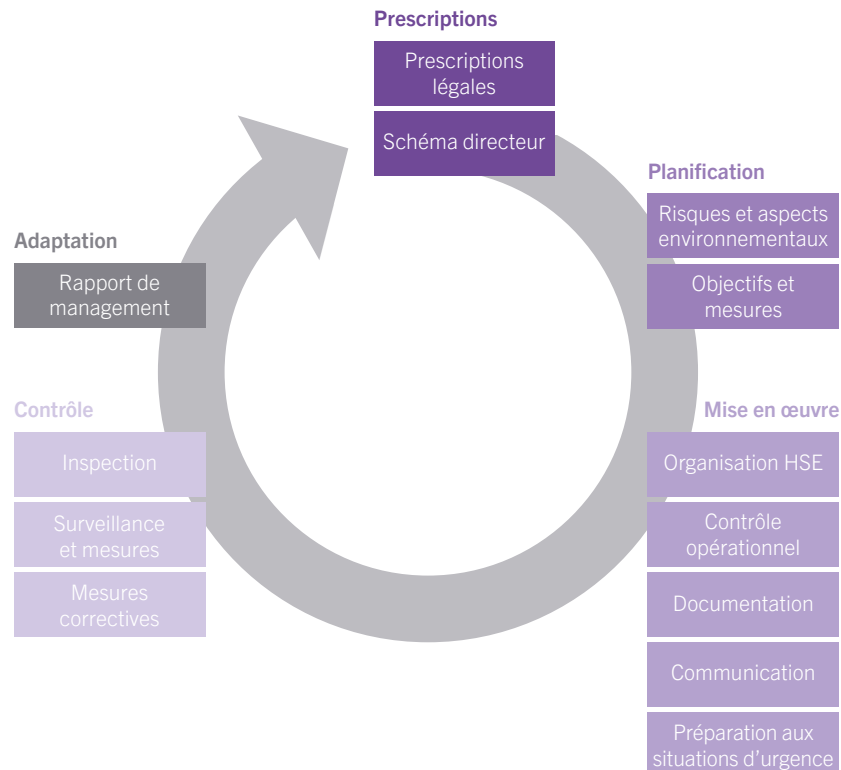 Prescriptions
Prescriptions
légales
Schéma directeur
Planification
Risques et aspects
environnementaux
Objectifs et
mesures
Mise en œuvre
Organisation HSE
Contrôle
opérationnel
Documentation
Communication
Préparation aux
situations d’urgence
Contrôle
Inspection
Surveillance
et mesures
Mesures
correctives
Adaptation
Rapport de
management